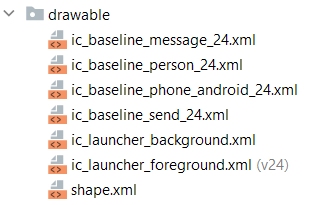 drawable
ic_baseline_message_24.xml
ic_baseline_person_24.xml
ic_baseline_phone_android_24.xml
ic_baseline_send_24.xml
ic_launcher_background.xml
ic_launcher_foreground.xml (v24)
shape.xml